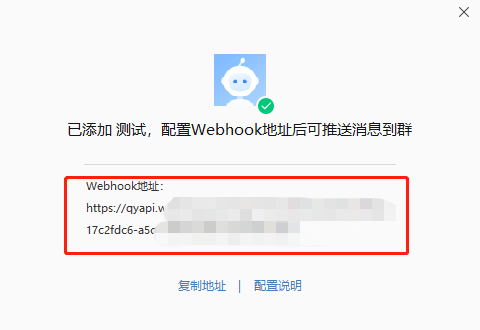 已添加 测试，配置Webhook地址后可推送消息到群
Webhook地址：
https://qyapi.w
17c2fdc6-a5c
复制地址 | 配置说明